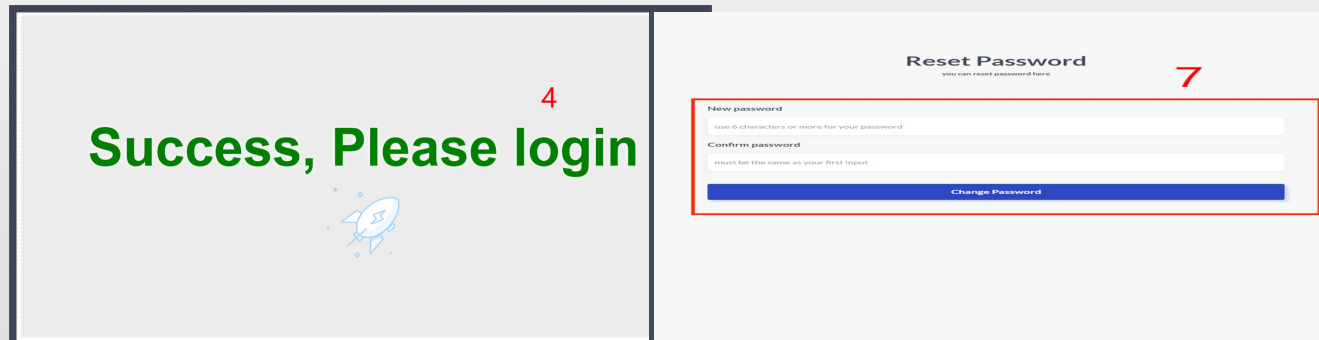 4
Success, Please login
Reset Password
you can reset password here
7
New password
use 6 characters or more for your password
Confirm password
must be the same as your first input
Change Password